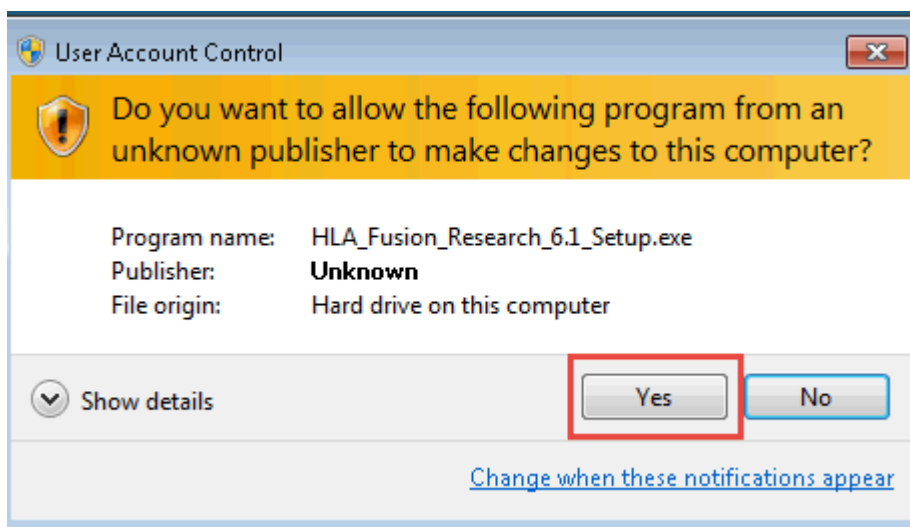 User Account Control
Do you want to allow the following program from an
unknown publisher to make changes to this computer?
Program name: HLA_Fusion_Research_6.1_Setup.exe
Publisher: Unknown
File origin: Hard drive on this computer
Show details
Yes
No
Change when these notifications appear